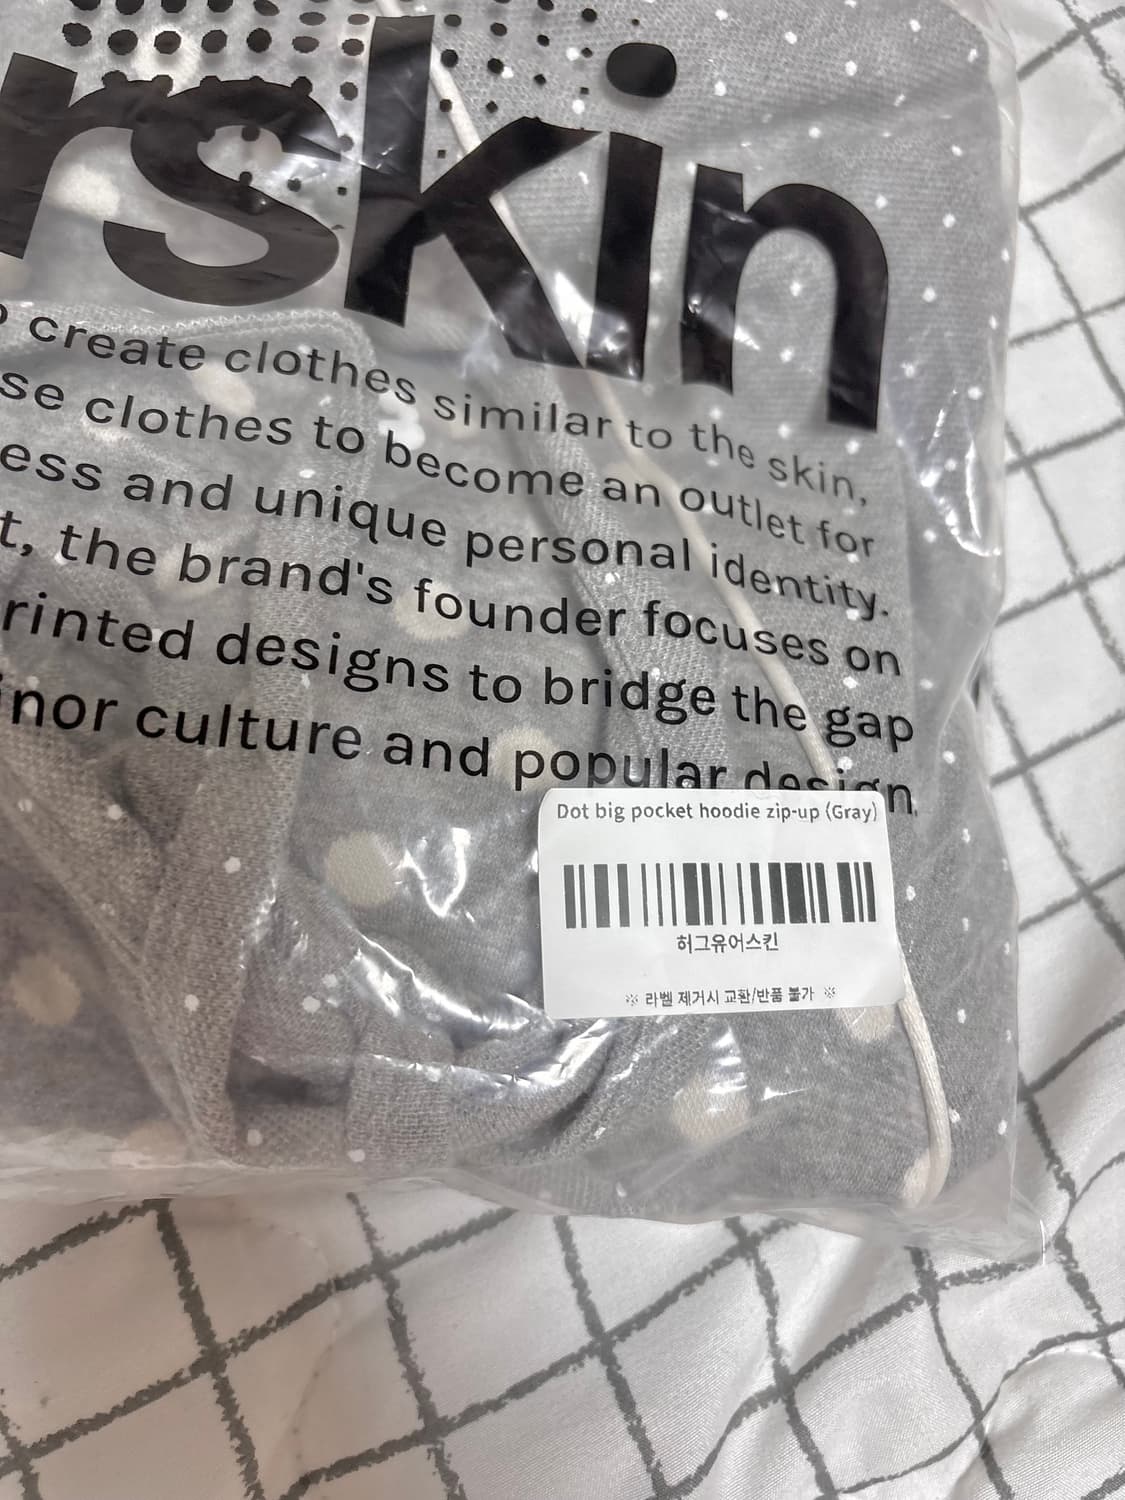 rskin
create clothes similar to the skin,
se clothes to become an outlet for
ess and unique personal identity.
t, the brand's founder focuses on
rinted designs to bridge the gap
inor culture and popular design
Dot big pocket hoodie zip-up (Gray)
허그유어스킨
※ 라벨 제거시 교환/반품 불가 ※